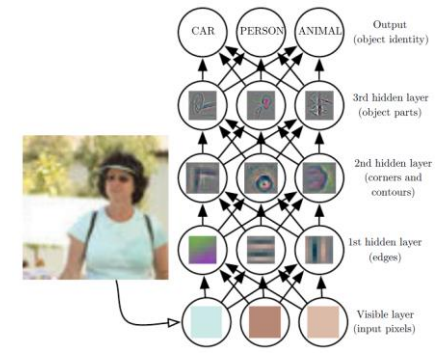 CAR PERSON ANIMAL
Output
(object identity)
3rd hidden layer
(object parts)
2nd hidden layer
(corners and
contours)
1st hidden layer
(edges)
Visible layer
(input pixels)